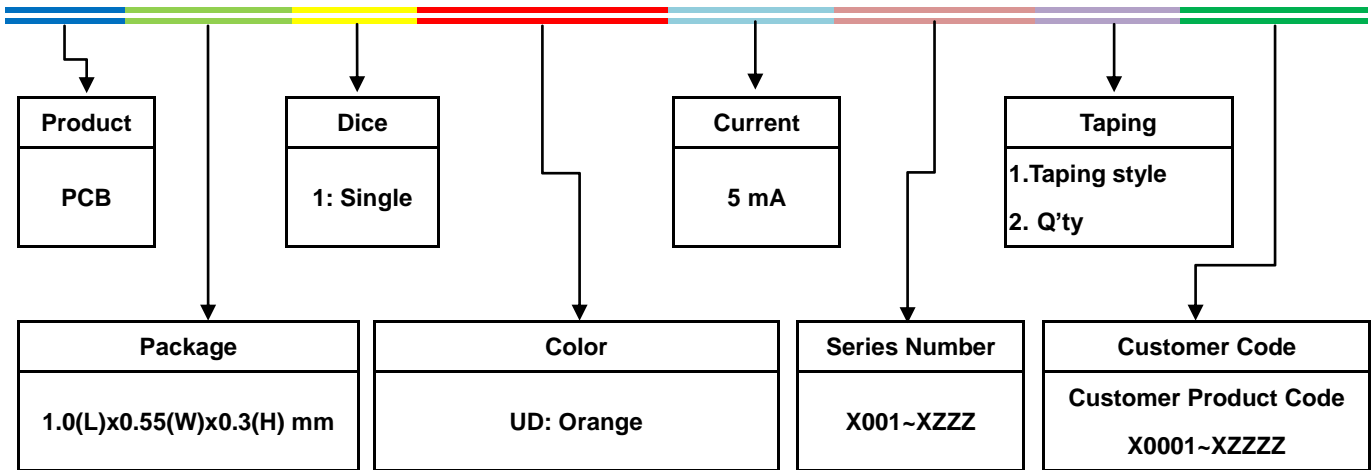 Product
PCB
Dice
1: Single
Current
5 mA
Taping
1.Taping style
2. Q’ty
Package
1.0(L)x0.55(W)x0.3(H) mm
Color
UD: Orange
Series Number
X001~XZZZ
Customer Code
Customer Product Code
X0001~XZZZZ